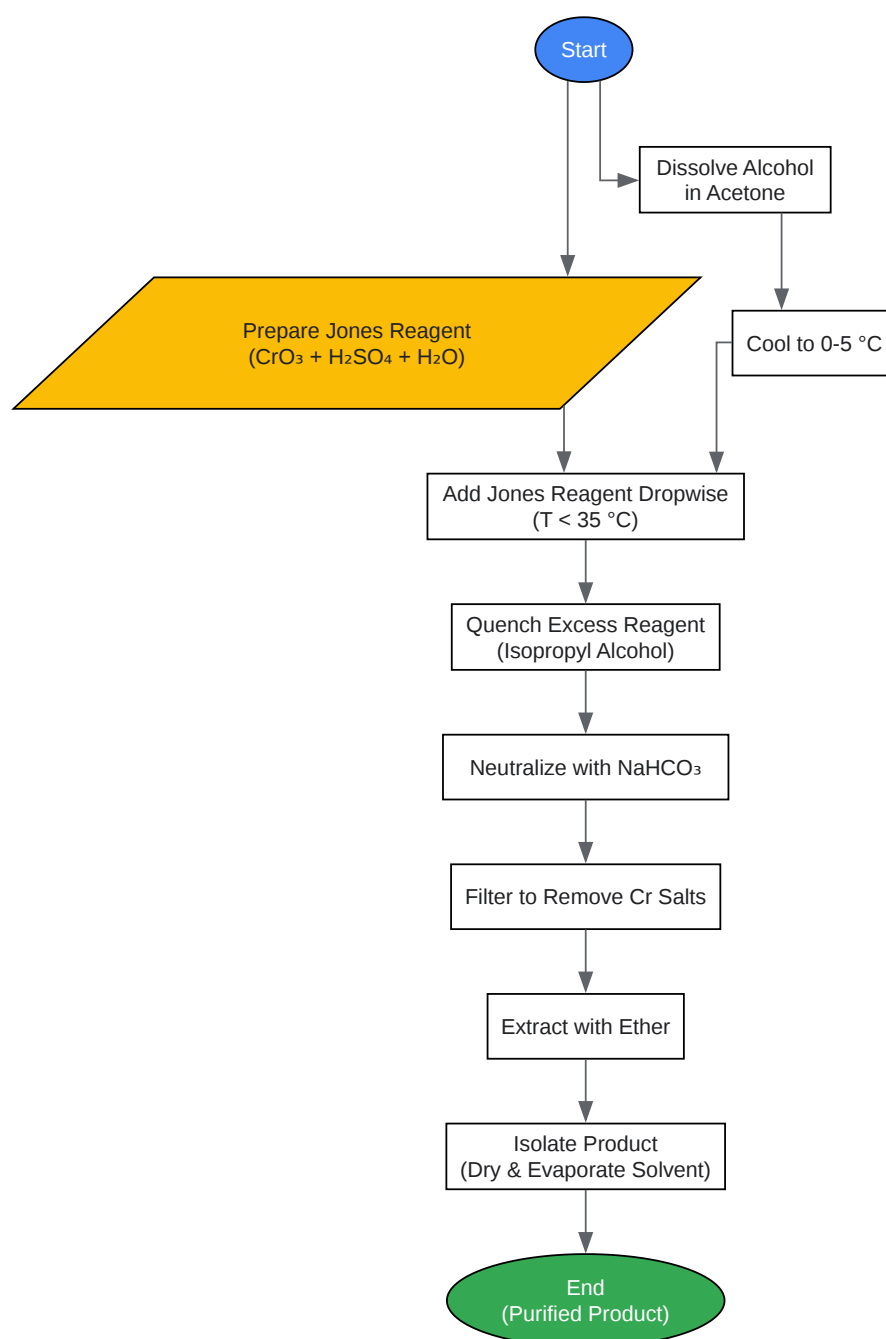 Start
Dissolve Alcohol
in Acetone
Prepare Jones Reagent
(CrO₃ + H₂SO₄ + H₂O)
Cool to 0-5 °C
Add Jones Reagent Dropwise
(T < 35 °C)
Quench Excess Reagent
(Isopropyl Alcohol)
Neutralize with NaHCO₃
Filter to Remove Cr Salts
Extract with Ether
Isolate Product
(Dry & Evaporate Solvent)
End
(Purified Product)